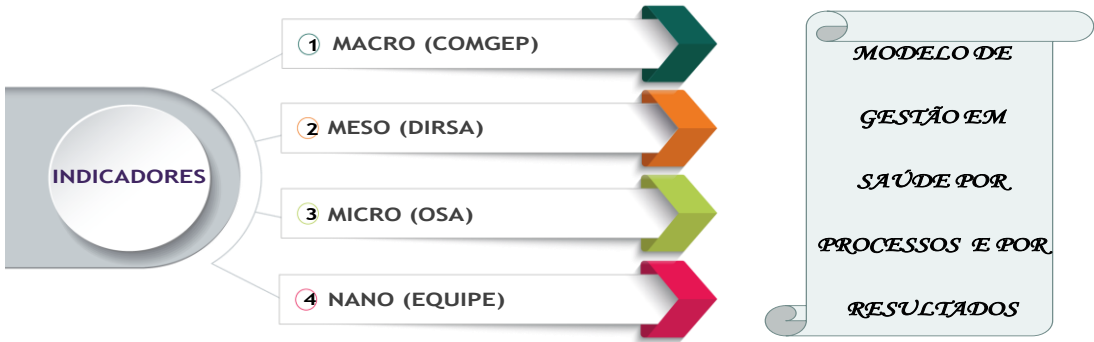 INDICADORES
1 MACRO (COMGEP)
2 MESO (DIRSA)
3 MICRO (OSA)
4 NANO (EQUIPE)
MODELO DE
GESTÃO EM
SAÚDE POR
PROCESSOS E POR
RESULTADOS